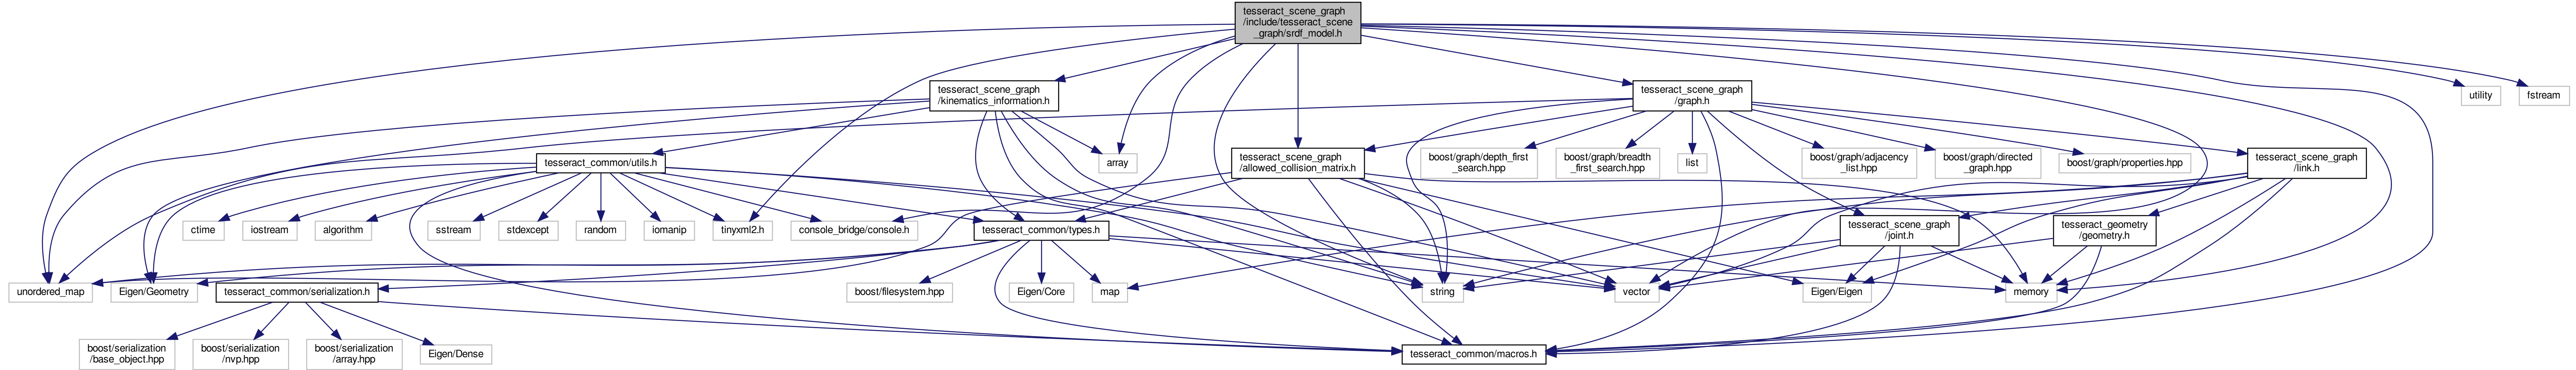 tesseract_scene_graph
/include/tesseract_scene
_graph/srdf_model.h
tesseract_scene_graph
/kinematics_information.h
tesseract_scene_graph
/graph.h
utility
fstream
tesseract_common/utils.h
array
tesseract_scene_graph
/allowed_collision_matrix.h
boost/graph/depth_first
_search.hpp
boost/graph/breadth
_first_search.hpp
list
boost/graph/adjacency
_list.hpp
boost/graph/directed
_graph.hpp
boost/graph/properties.hpp
tesseract_scene_graph
/link.h
ctime
iostream
algorithm
sstream
stdexcept
random
iomanip
tinyxml2.h
console_bridge/console.h
tesseract_common/types.h
tesseract_scene_graph
/joint.h
tesseract_geometry
/geometry.h
unordered_map
Eigen/Geometry
tesseract_common/serialization.h
boost/filesystem.hpp
Eigen/Core
map
string
vector
Eigen/Eigen
memory
boost/serialization
/base_object.hpp
boost/serialization
/nvp.hpp
boost/serialization
/array.hpp
Eigen/Dense
tesseract_common/macros.h